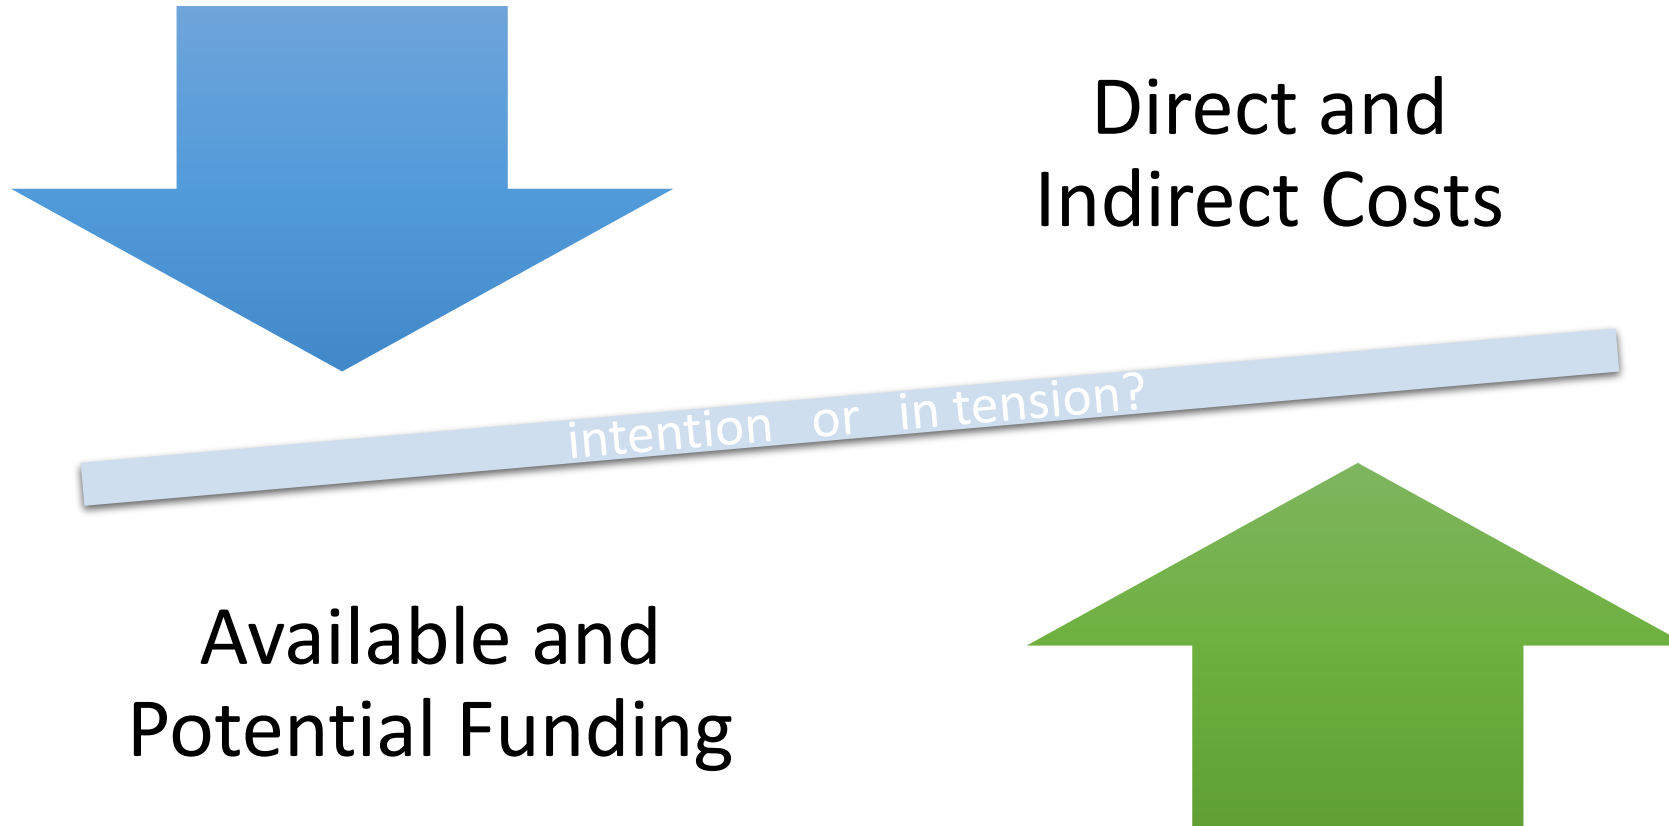 Direct and
Indirect Costs
intention or in tension?
Available and
Potential Funding